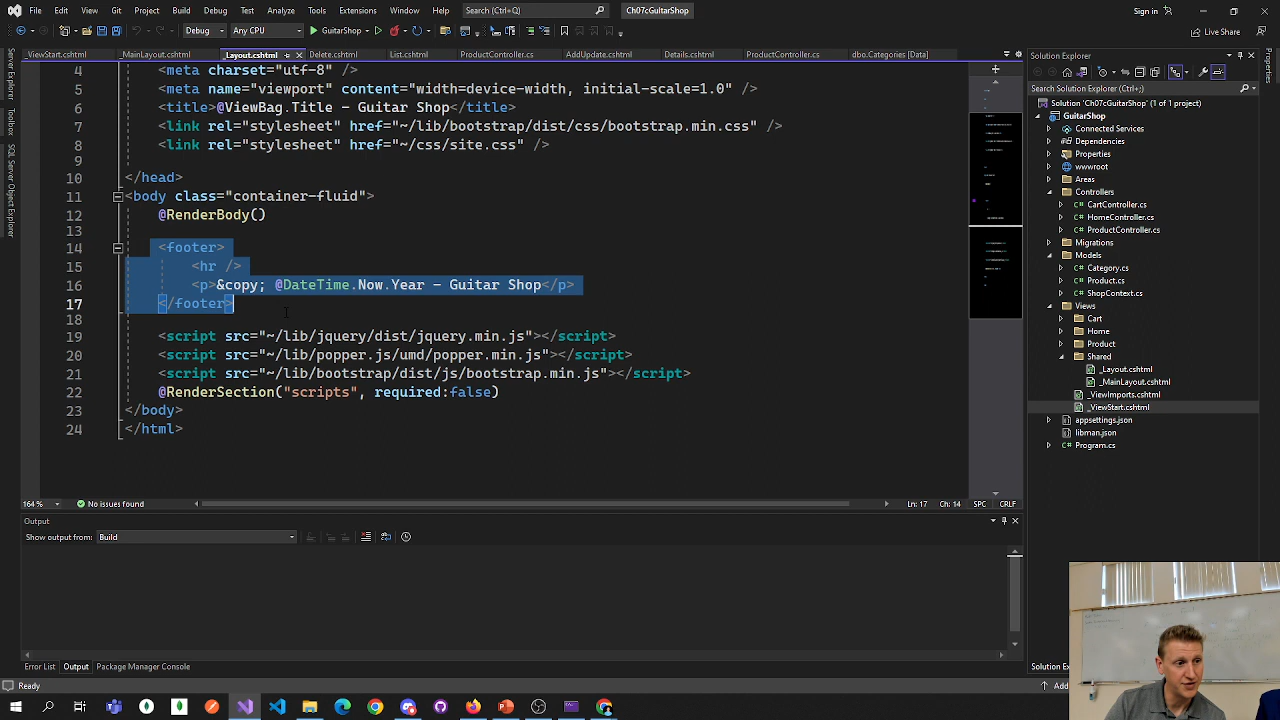 File Edit View Git Project Build Debug Test Analyze Tools Extensions Window Help Search (Ctrl+Q) Ch07cGuitarShop Sign in
Debug Any CPU GuitarShop Live Share
_ViewStart.cshtml _MainLayout.cshtml _Layout.cshtml Delete.cshtml List.cshtml ProductController.cs AddUpdate.cshtml Details.cshtml ProductController.cs dbo.Categories [Data]
Server Explorer
Toolbox
SQL Server Object Explorer
4 <meta charset="utf-8" />
5 <meta name="viewport" content="width=device-width, initial-scale=1.0" />
6 <title>@ViewBag.Title - Guitar Shop</title>
7 <link rel="stylesheet" href="~/lib/bootstrap/dist/css/bootstrap.min.css" />
8 <link rel="stylesheet" href="~/css/site.css" />
9
10 </head>
11 <body class="container-fluid">
12 @RenderBody()
13
14 <footer>
15 <hr />
16 <p>&copy; @DateTime.Now.Year - Guitar Shop</p>
17 </footer>
18
19 <script src="~/lib/jquery/dist/jquery.min.js"></script>
20 <script src="~/lib/popper.js/umd/popper.min.js"></script>
21 <script src="~/lib/bootstrap/dist/js/bootstrap.min.js"></script>
22 @RenderSection("scripts", required:false)
23 </body>
24 </html>
164 % No issues found Ln: 17 Ch: 14 SPC CRLF
Output
Show output from: Build
Error List Output Package Manager Console
Ready
Solution Explorer
Search Solution Explorer (Ctrl+;)
Solution 'Ch07cGuitarShop' (1 of 1 project)
GuitarShop
Connected Services
Dependencies
Properties
wwwroot
Areas
Controllers
CartController.cs
HomeController.cs
ProductController.cs
Migrations
Models
Product.cs
ShopContext.cs
Views
Cart
Home
Product
Shared
_Layout.cshtml
_MainLayout.cshtml
_ViewImports.cshtml
_ViewStart.cshtml
appsettings.json
libman.json
Program.cs
Properties